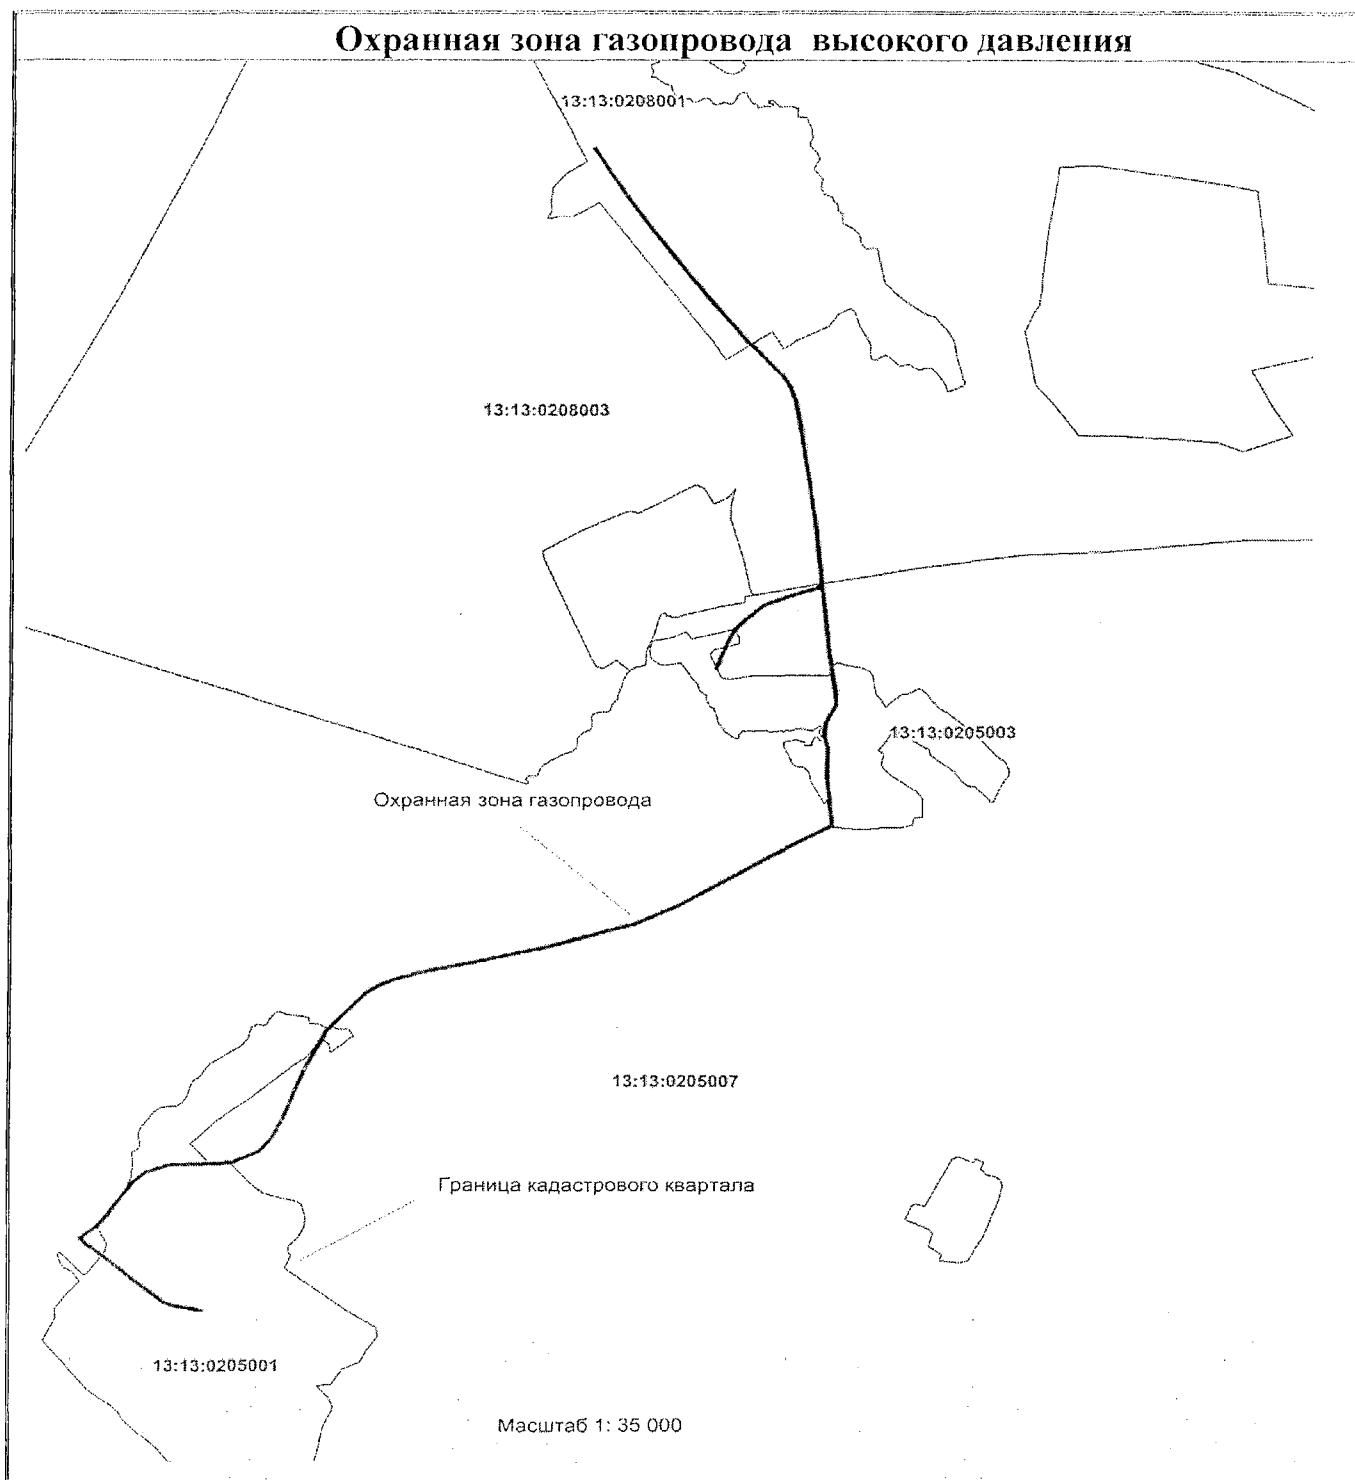 Охранная зона газопровода высокого давления
13:13:0208001
13:13:0208003
13:13:0205003
Охранная зона газопровода
13:13:0205007
Граница кадастрового квартала
13:13:0205001
Масштаб 1: 35 000